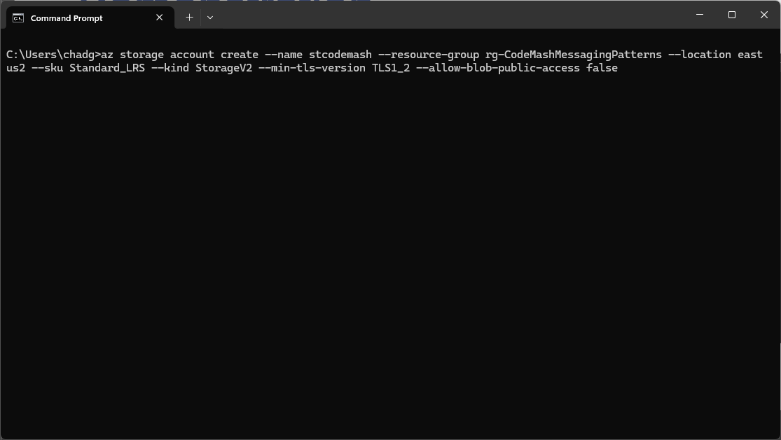 Command Prompt
C:\Users\chadg>az storage account create --name stcodemash --resource-group rg-CodeMashMessagingPatterns --location east
us2 --sku Standard_LRS --kind StorageV2 --min-tls-version TLS1_2 --allow-blob-public-access false